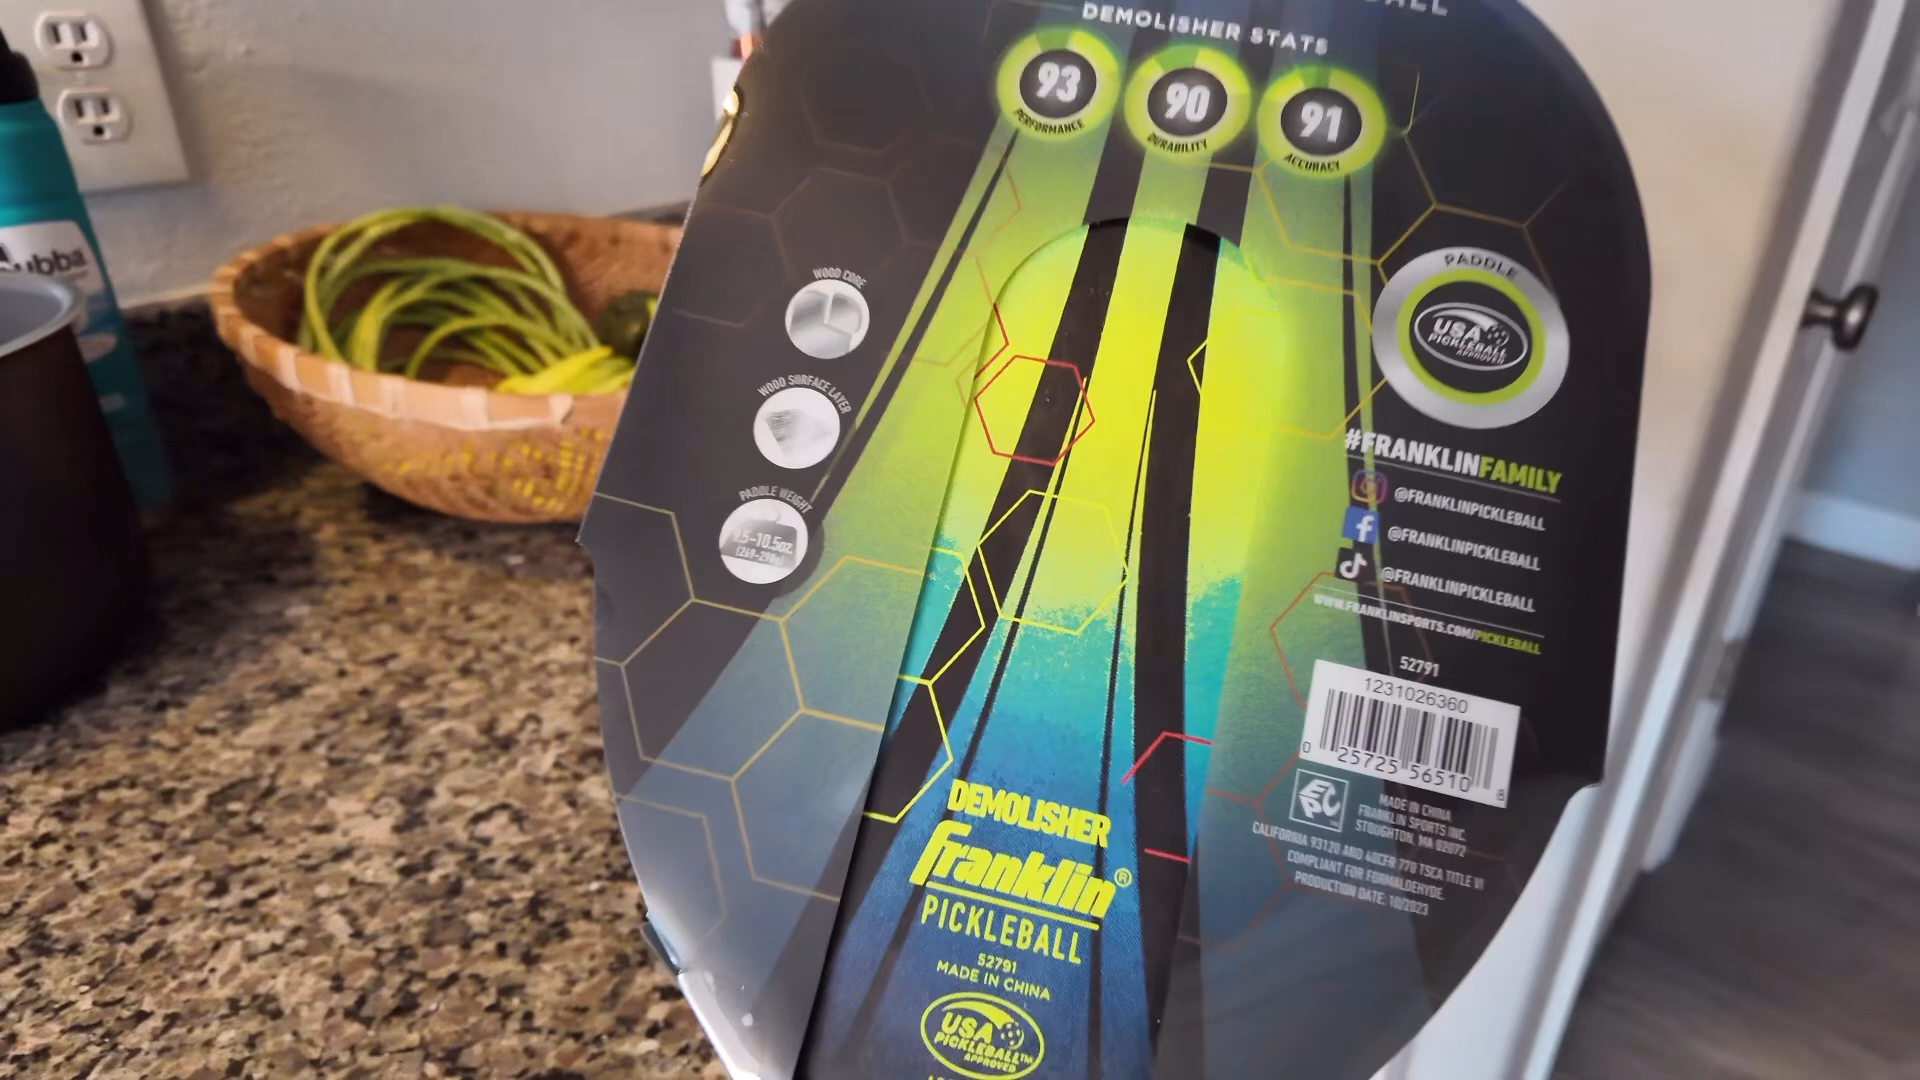 DEMOLISHER STATS
93
PERFORMANCE
90
DURABILITY
91
ACCURACY
ubba
WOOD CORE
WOOD SURFACE LAYER
PADDLE WEIGHT
9.5-10.5oz.
PADDLE
USA
PICKLEBALL
APPROVED
#FRANKLINFAMILY
@FRANKLINPICKLEBALL
@FRANKLINPICKLEBALL
@FRANKLINPICKLEBALL
WWW.FRANKLINSPORTS.COM/PICKLEBALL
52791
1231026360
0 25725 56510 8
MADE IN CHINA
FRANKLIN SPORTS INC.
STOUGHTON, MA 02072
CALIFORNIA 93120 AND 40CFR 770 TSCA TITLE VI
COMPLIANT FOR FORMALDEHYDE.
PRODUCTION DATE: 10/2023
DEMOLISHER
Franklin®
PICKLEBALL
52791
MADE IN CHINA
USA
PICKLEBALL™
APPROVED